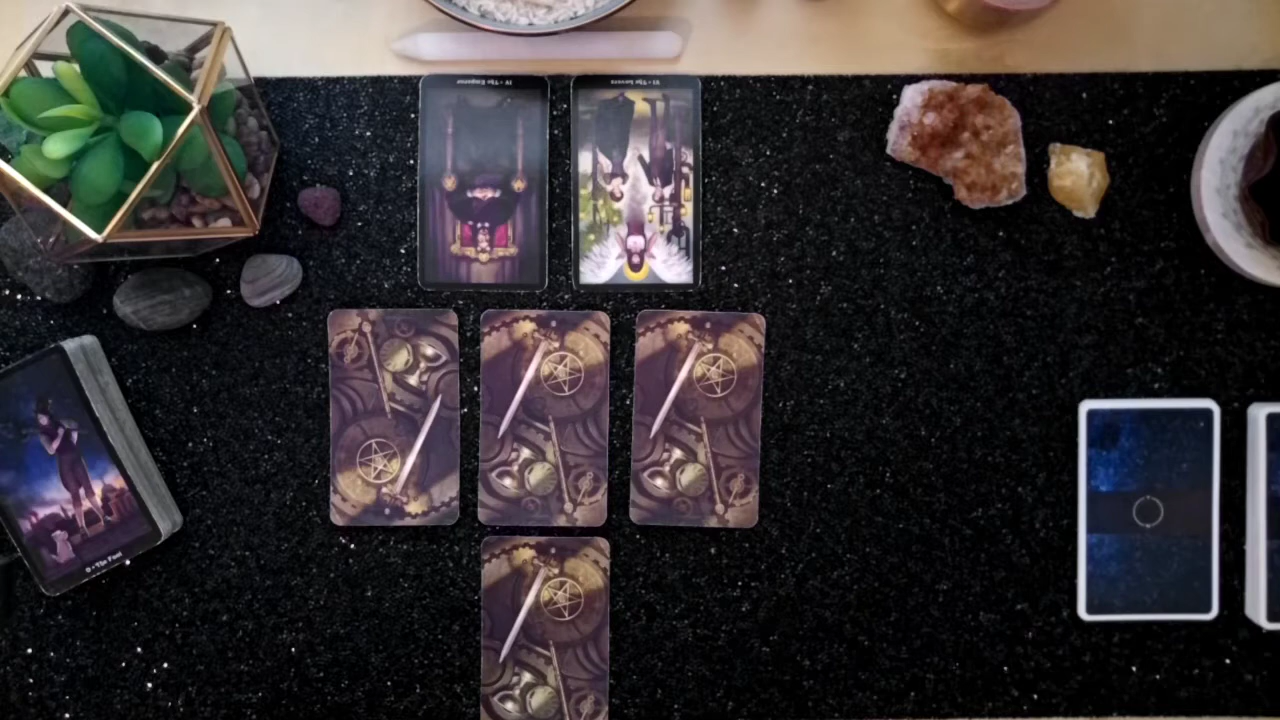 IV • The Emperor
VI • The Lovers
0 • The Fool